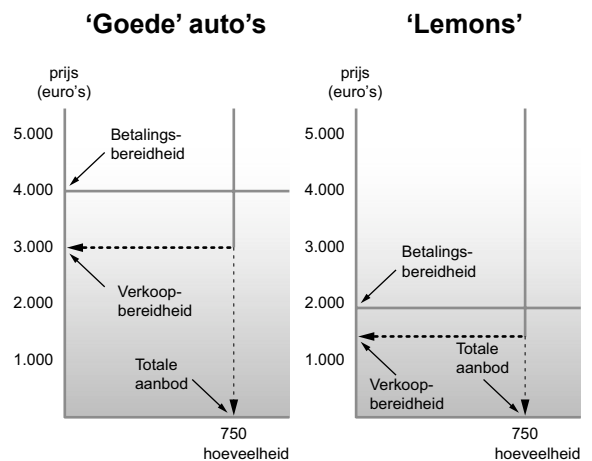 ‘Goede’ auto’s
prijs
(euro’s)
5.000
4.000
3.000
2.000
1.000
Betalings-
bereidheid
Verkoop-
bereidheid
Totale
aanbod
750
hoeveelheid
‘Lemons’
prijs
(euro’s)
5.000
4.000
3.000
2.000
1.000
Betalings-
bereidheid
Totale
aanbod
Verkoop-
bereidheid
750
hoeveelheid